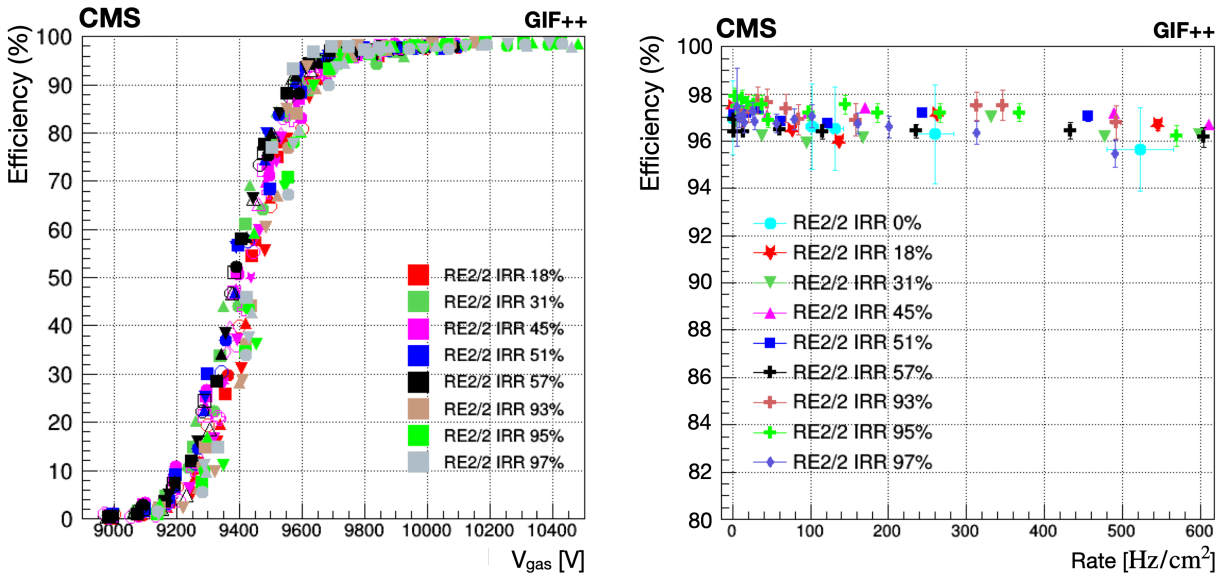 CMS GIF++
Efficiency (%)
100
90
80
70
60
50
40
30
20
10
0
RE2/2 IRR 18%
RE2/2 IRR 31%
RE2/2 IRR 45%
RE2/2 IRR 51%
RE2/2 IRR 57%
RE2/2 IRR 93%
RE2/2 IRR 95%
RE2/2 IRR 97%
9000 9200 9400 9600 9800 10000 10200 10400
Vgas [V]
CMS GIF++
Efficiency (%)
100
98
96
94
92
90
88
86
84
82
80
RE2/2 IRR 0%
RE2/2 IRR 18%
RE2/2 IRR 31%
RE2/2 IRR 45%
RE2/2 IRR 51%
RE2/2 IRR 57%
RE2/2 IRR 93%
RE2/2 IRR 95%
RE2/2 IRR 97%
0 100 200 300 400 500 600
Rate [Hz/cm²]